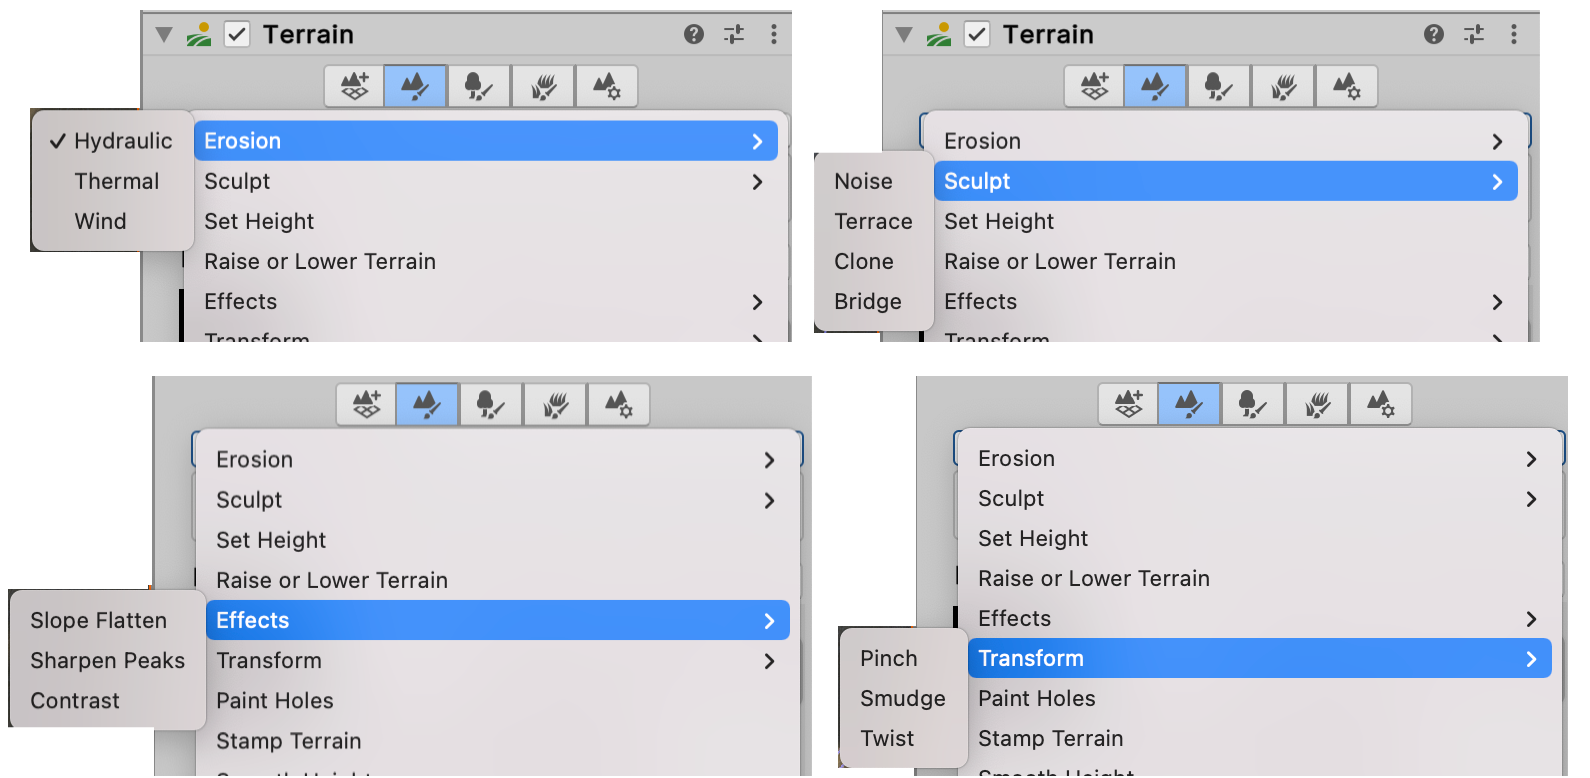 Terrain
Hydraulic
Thermal
Wind
Erosion
Sculpt
Set Height
Raise or Lower Terrain
Effects
Transform
Terrain
Noise
Terrace
Clone
Bridge
Erosion
Sculpt
Set Height
Raise or Lower Terrain
Effects
Transform
Slope Flatten
Sharpen Peaks
Contrast
Erosion
Sculpt
Set Height
Raise or Lower Terrain
Effects
Transform
Paint Holes
Stamp Terrain
Smooth Height
Pinch
Smudge
Twist
Erosion
Sculpt
Set Height
Raise or Lower Terrain
Effects
Transform
Paint Holes
Stamp Terrain
Smooth Height